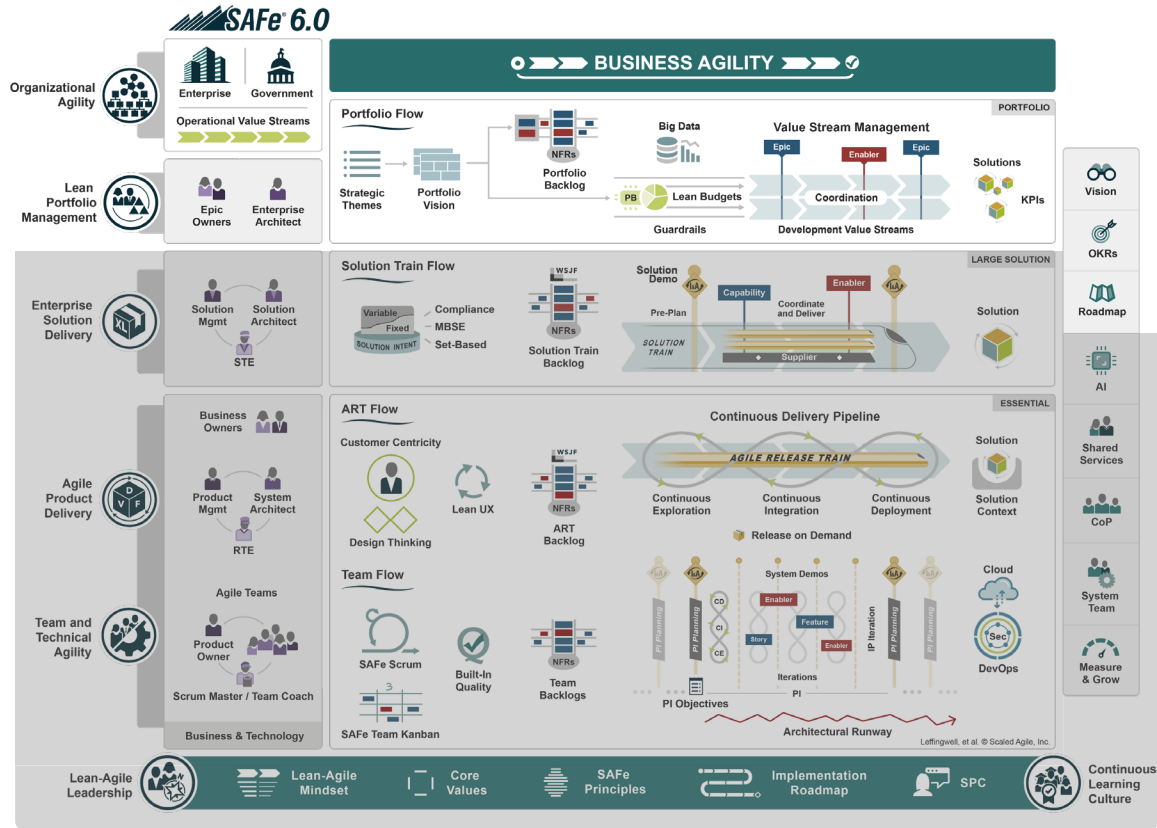 SAFe® 6.0
Organizational
Agility
Enterprise
Government
Operational Value Streams
BUSINESS AGILITY
PORTFOLIO
Portfolio Flow
Strategic
Themes
Portfolio
Vision
NFRs
Portfolio
Backlog
Big Data
PB
Lean Budgets
Guardrails
Value Stream Management
Epic
Enabler
Epic
Coordination
Development Value Streams
Solutions
KPIs
Lean
Portfolio
Management
Epic
Owners
Enterprise
Architect
Vision
OKRs
Roadmap
AI
Shared
Services
CoP
System
Team
Measure
& Grow
Enterprise
Solution
Delivery
XL
Solution
Mgmt
Solution
Architect
STE
LARGE SOLUTION
Solution Train Flow
Variable
Fixed
SOLUTION INTENT
Compliance
MBSE
Set-Based
WSJF
NFRs
Solution Train
Backlog
Solution
Demo
I&A
Pre-Plan
Capability
Coordinate
and Deliver
Enabler
I&A
SOLUTION
TRAIN
Supplier
Solution
Agile
Product
Delivery
D
V
F
Business
Owners
Product
Mgmt
System
Architect
RTE
ESSENTIAL
ART Flow
Customer Centricity
Lean UX
Design Thinking
WSJF
NFRs
ART
Backlog
Continuous Delivery Pipeline
AGILE RELEASE TRAIN
Continuous
Exploration
Continuous
Integration
Continuous
Deployment
Release on Demand
Solution
Solution
Context
Team and
Technical
Agility
Agile Teams
Product
Owner
Scrum Master / Team Coach
Business & Technology
Team Flow
SAFe Scrum
Built-In
Quality
3
SAFe Team Kanban
NFRs
Team
Backlogs
I&A
I&A
I&A
I&A
PI Planning
PI Planning
CD
CI
CE
System Demos
Enabler
Feature
Story
Enabler
Iterations
IP Iteration
PI Planning
PI Planning
PI
PI Objectives
Architectural Runway
Cloud
Sec
DevOps
Leffingwell, et al. © Scaled Agile, Inc.
Lean-Agile
Leadership
Lean-Agile
Mindset
Core
Values
SAFe
Principles
Implementation
Roadmap
SPC
Continuous
Learning
Culture